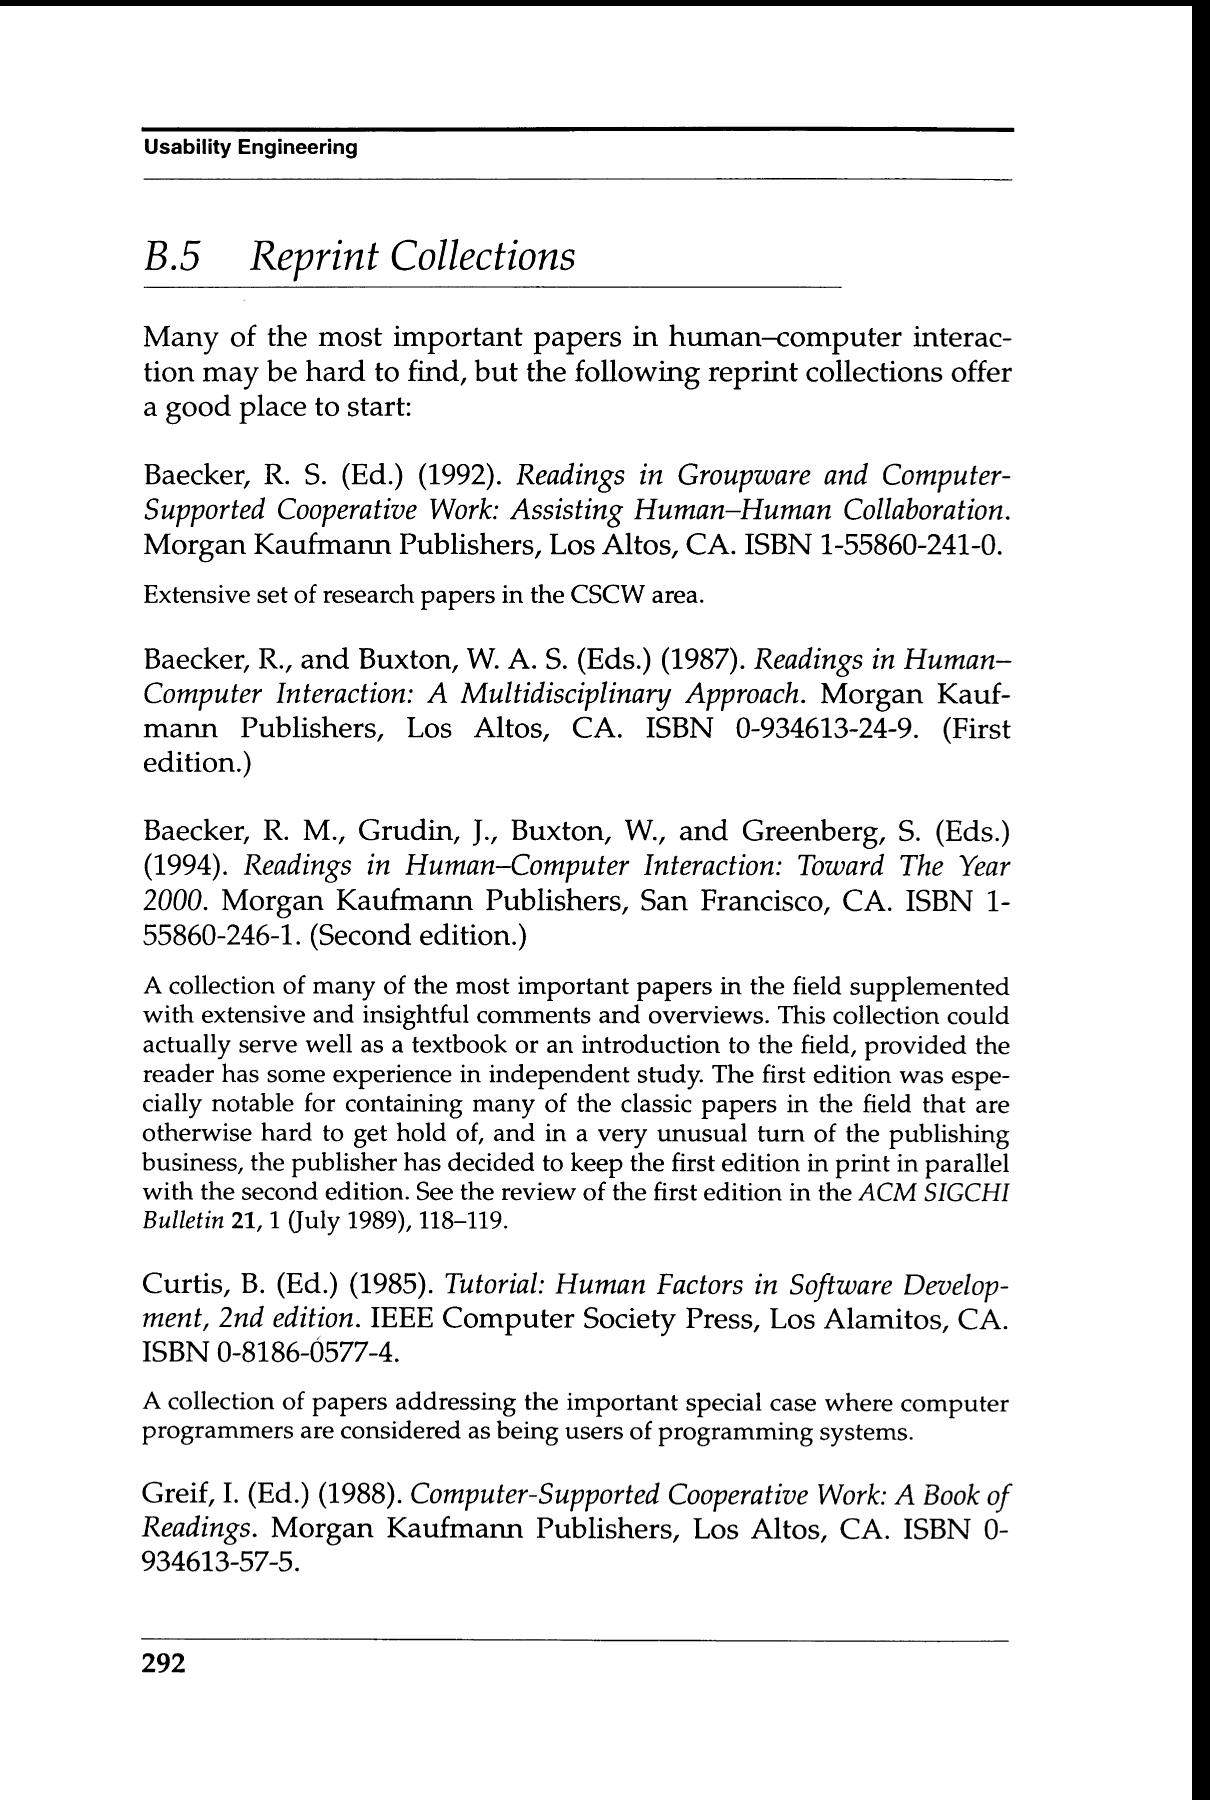 Usability Engineering
B.5 Reprint Collections
Many of the most important papers in human–computer interac-
tion may be hard to find, but the following reprint collections offer
a good place to start:
Baecker, R. S. (Ed.) (1992). Readings in Groupware and Computer-
Supported Cooperative Work: Assisting Human–Human Collaboration.
Morgan Kaufmann Publishers, Los Altos, CA. ISBN 1-55860-241-0.
Extensive set of research papers in the CSCW area.
Baecker, R., and Buxton, W. A. S. (Eds.) (1987). Readings in Human–
Computer Interaction: A Multidisciplinary Approach. Morgan Kauf-
mann Publishers, Los Altos, CA. ISBN 0-934613-24-9. (First
edition.)
Baecker, R. M., Grudin, J., Buxton, W., and Greenberg, S. (Eds.)
(1994). Readings in Human–Computer Interaction: Toward The Year
2000. Morgan Kaufmann Publishers, San Francisco, CA. ISBN 1-
55860-246-1. (Second edition.)
A collection of many of the most important papers in the field supplemented
with extensive and insightful comments and overviews. This collection could
actually serve well as a textbook or an introduction to the field, provided the
reader has some experience in independent study. The first edition was espe-
cially notable for containing many of the classic papers in the field that are
otherwise hard to get hold of, and in a very unusual turn of the publishing
business, the publisher has decided to keep the first edition in print in parallel
with the second edition. See the review of the first edition in the ACM SIGCHI
Bulletin 21, 1 (July 1989), 118–119.
Curtis, B. (Ed.) (1985). Tutorial: Human Factors in Software Develop-
ment, 2nd edition. IEEE Computer Society Press, Los Alamitos, CA.
ISBN 0-8186-0577-4.
A collection of papers addressing the important special case where computer
programmers are considered as being users of programming systems.
Greif, I. (Ed.) (1988). Computer-Supported Cooperative Work: A Book of
Readings. Morgan Kaufmann Publishers, Los Altos, CA. ISBN 0-
934613-57-5.
292